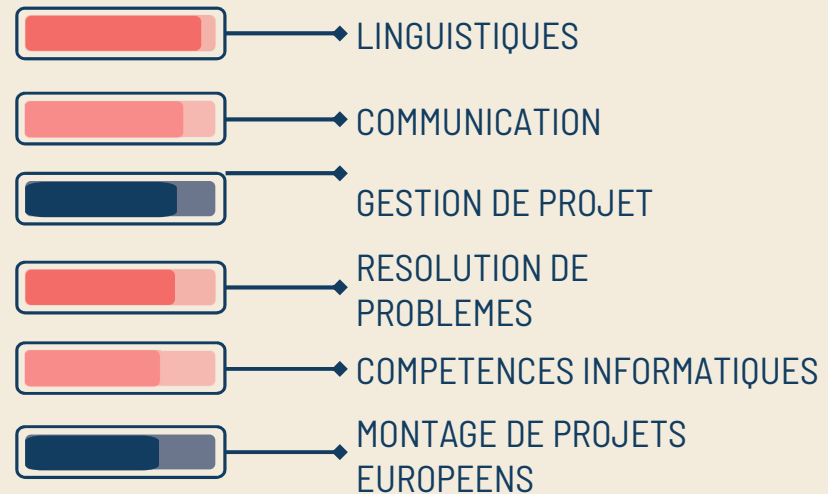 LINGUISTIQUES
COMMUNICATION
GESTION DE PROJET
RESOLUTION DE
PROBLEMES
COMPETENCES INFORMATIQUES
MONTAGE DE PROJETS
EUROPEENS